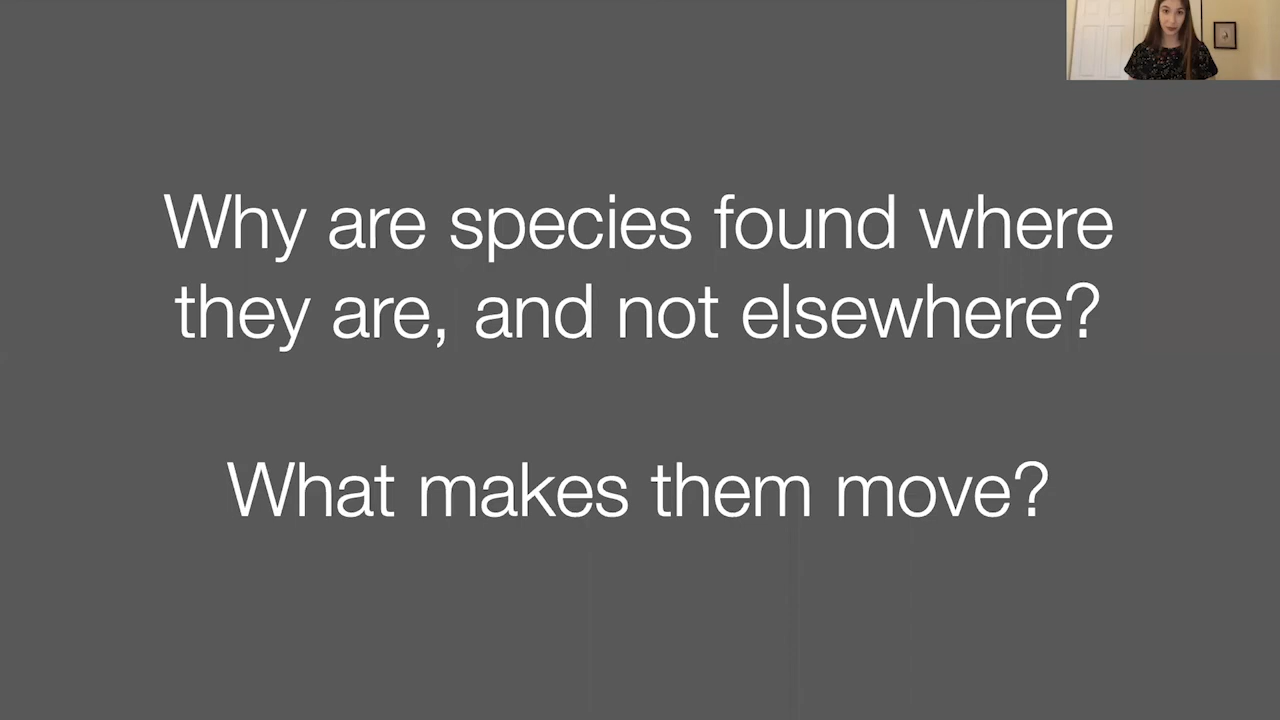 Why are species found where
they are, and not elsewhere?
What makes them move?